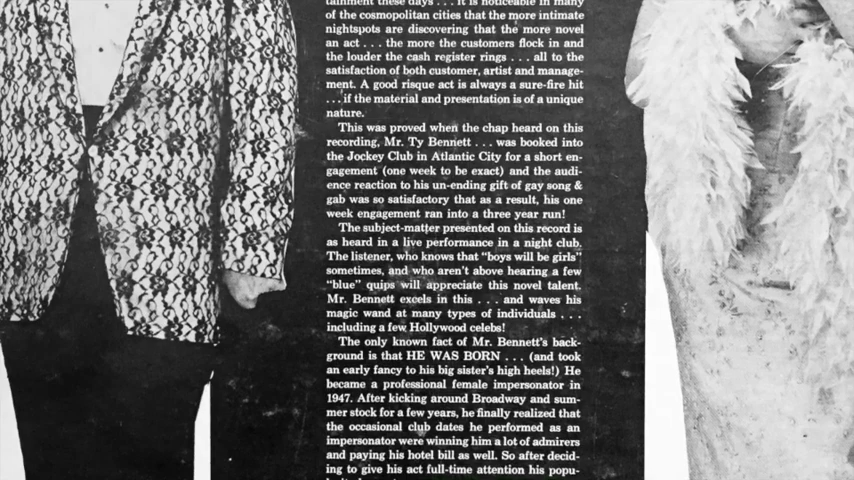 tainment these days . . . it is noticeable in many
of the cosmopolitan cities that the more intimate
nightspots are discovering that the more novel
an act . . . the more the customers flock in and
the louder the cash register rings . . . all to the
satisfaction of both customer, artist and manage-
ment. A good risque act is always a sure-fire hit
. . . if the material and presentation is of a unique
nature.
This was proved when the chap heard on this
recording, Mr. Ty Bennett . . . was booked into
the Jockey Club in Atlantic City for a short en-
gagement (one week to be exact) and the audi-
ence reaction to his un-ending gift of gay song &
gab was so satisfactory that as a result, his one
week engagement ran into a three year run!
The subject-matter presented on this record is
as heard in a live performance in a night club.
The listener, who knows that "boys will be girls"
sometimes, and who aren't above hearing a few
"blue" quips will appreciate this novel talent.
Mr. Bennett excels in this . . . and waves his
magic wand at many types of individuals . . .
including a few Hollywood celebs!
The only known fact of Mr. Bennett's back-
ground is that HE WAS BORN . . . (and took
an early fancy to his big sister's high heels!) He
became a professional female impersonator in
1947. After kicking around Broadway and sum-
mer stock for a few years, he finally realized that
the occasional club dates he performed as an
impersonator were winning him a lot of admirers
and paying his hotel bill as well. So after decid-
ing to give his act full-time attention his popu-